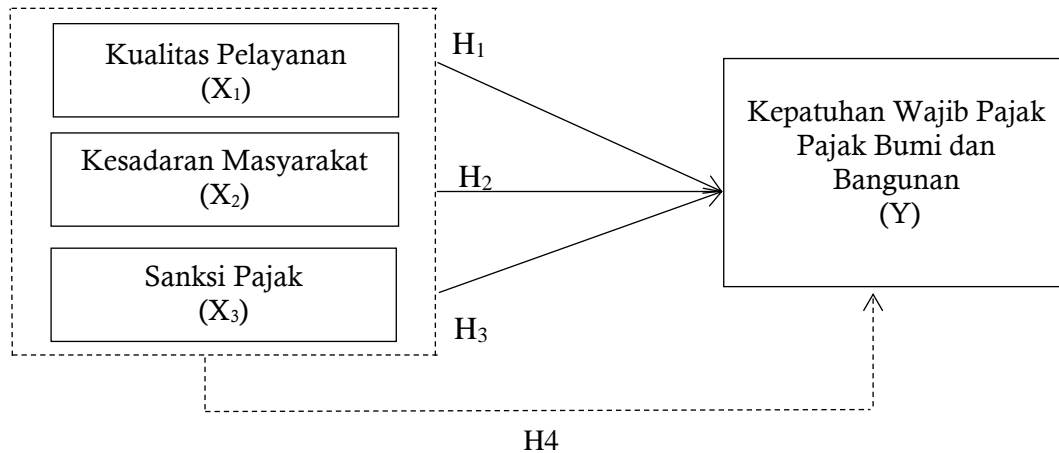 Kualitas Pelayanan
(X₁)
Kesadaran Masyarakat
(X₂)
Sanksi Pajak
(X₃)
H₁
H₂
H₃
Kepatuhan Wajib Pajak
Pajak Bumi dan
Bangunan
(Y)
H4